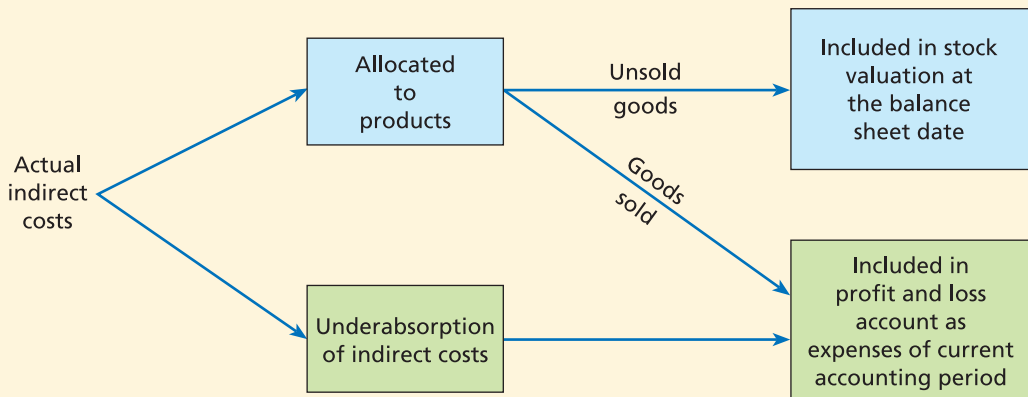 Actual
indirect
costs
Allocated
to
products
Unsold
goods
Goods
sold
Included in stock
valuation at
the balance
sheet date
Underabsorption
of indirect costs
Included in
profit and loss
account as
expenses of current
accounting period